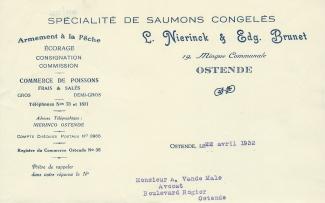 SPÉCIALITÉ DE SAUMONS CONGELÉS
Armement à la Pêche
ÉCORAGE
CONSIGNATION
COMMISSION
COMMERCE DE POISSONS
FRAIS & SALÉS
GROS DEMI-GROS
Téléphones Nos 73 et 1631
Adresse Télégraphique :
NIERINCO OSTENDE
COMPTE CHÈQUES POSTAUX No
Registre du Commerce Ostende No
Prière de rappeler
dans votre réponse le No
C. Nierinck & Edg. Brunet
19, Minque Communale
OSTENDE
OSTENDE, LE 22 avril 1932
Monsieur A. Vande Male
Avocat
Boulevard Rogier
Ostende